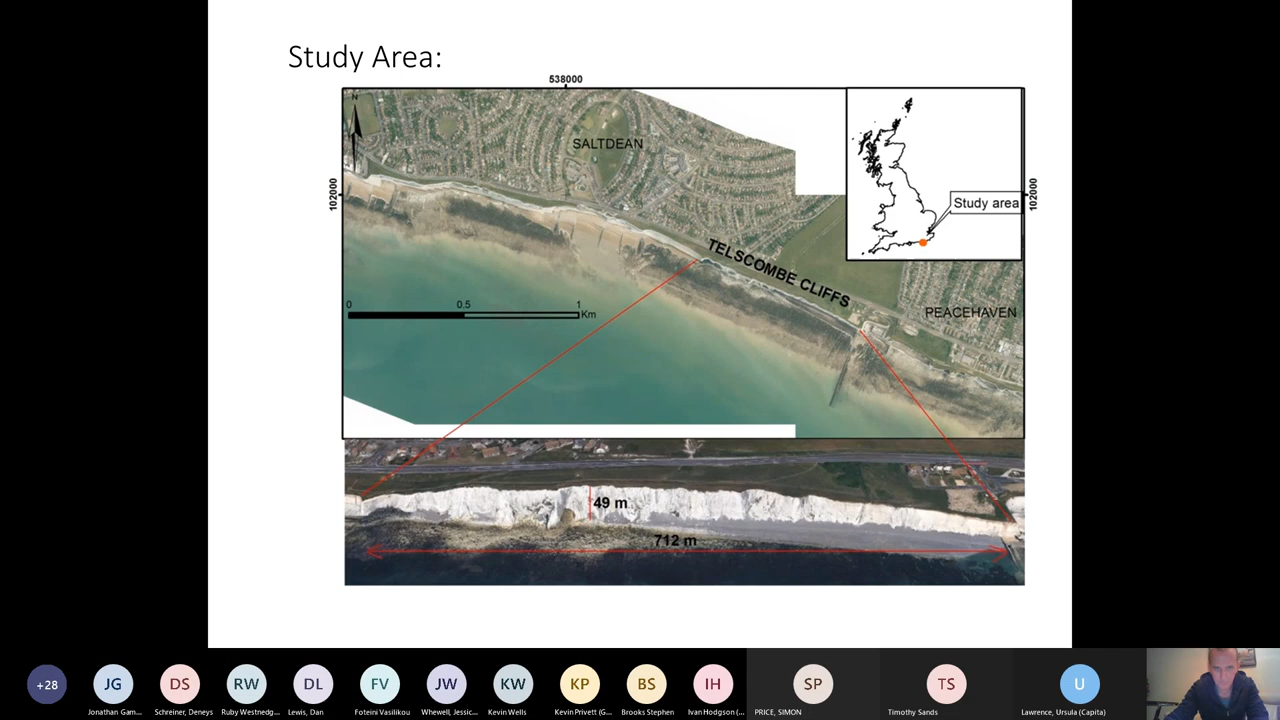 Study Area:
538000
N
SALTDEAN
102000
102000
Study area
TELSCOMBE CLIFFS
PEACEHAVEN
0 0.5 1
Km
49 m
712 m
+28 JG DS RW DL FV JW KW KP BS IH SP TS U
Jonathan Gam... Schreiner, Deneys Ruby Westnedg... Lewis, Dan Foteini Vasilikou Whewell, Jessic... Kevin Wells Kevin Privett (G... Brooks Stephen Ivan Hodgson (... PRICE, SIMON Timothy Sands Lawrence, Ursula (Capita)